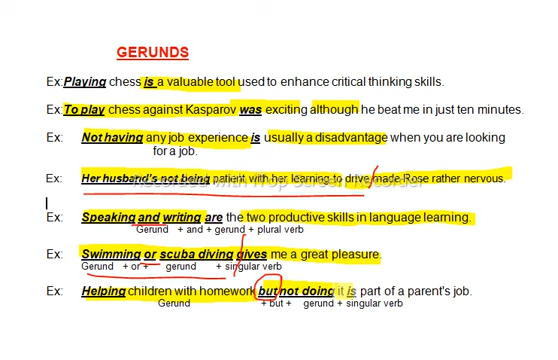 GERUNDS
Ex:Playing chess is a valuable tool used to enhance critical thinking skills.
Ex:To play chess against Kasparov was exciting although he beat me in just ten minutes.
Ex: Not having any job experience is usually a disadvantage when you are looking
for a job.
Ex: Her husband's not being patient with her learning to drive made Rose rather nervous.
Recorded with iTop Screen Recorder
Ex: Speaking and writing are the two productive skills in language learning.
Gerund + and + gerund + plural verb
Ex: Swimming or scuba diving gives me a great pleasure.
Gerund + or + gerund + singular verb
Ex: Helping children with homework but not doing it is part of a parent's job.
Gerund + but + gerund + singular verb